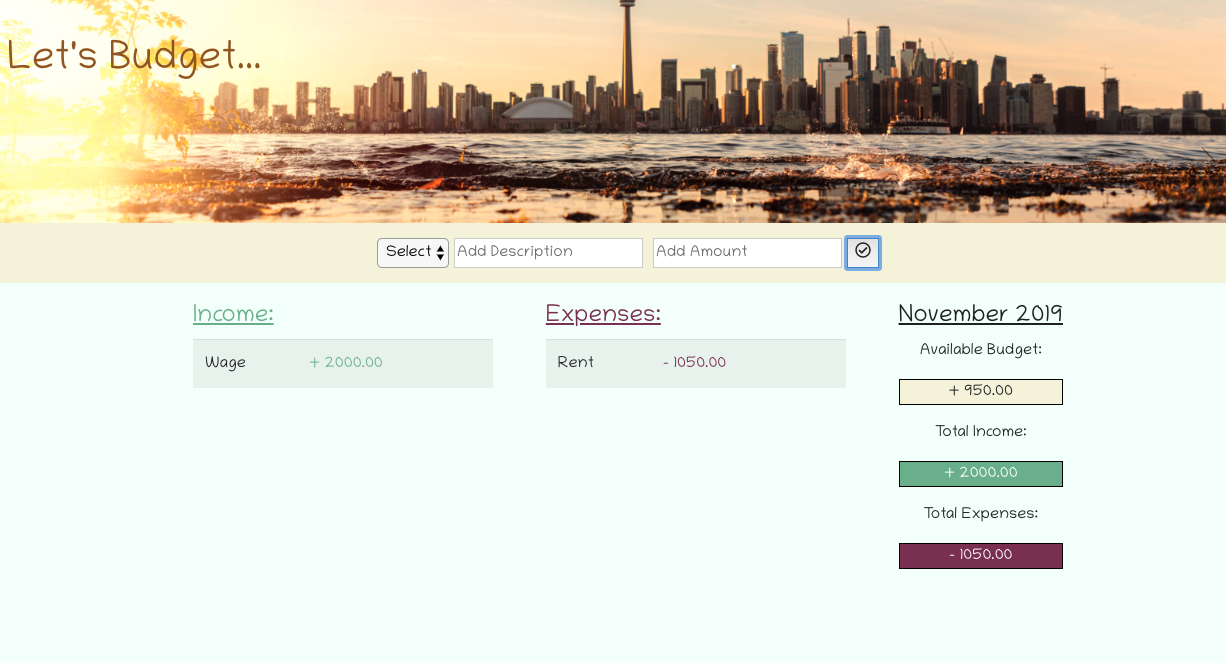 Let's Budget...
Select Add Description Add Amount
Income:
Wage + 2000.00
Expenses:
Rent - 1050.00
November 2019
Available Budget:
+ 950.00
Total Income:
+ 2000.00
Total Expenses:
- 1050.00